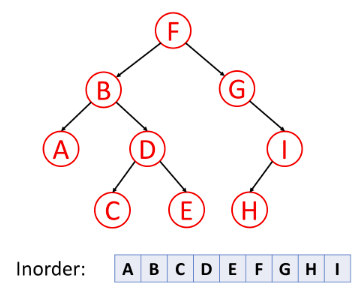 F
B G
A D I
C E H
Inorder: A B C D E F G H I